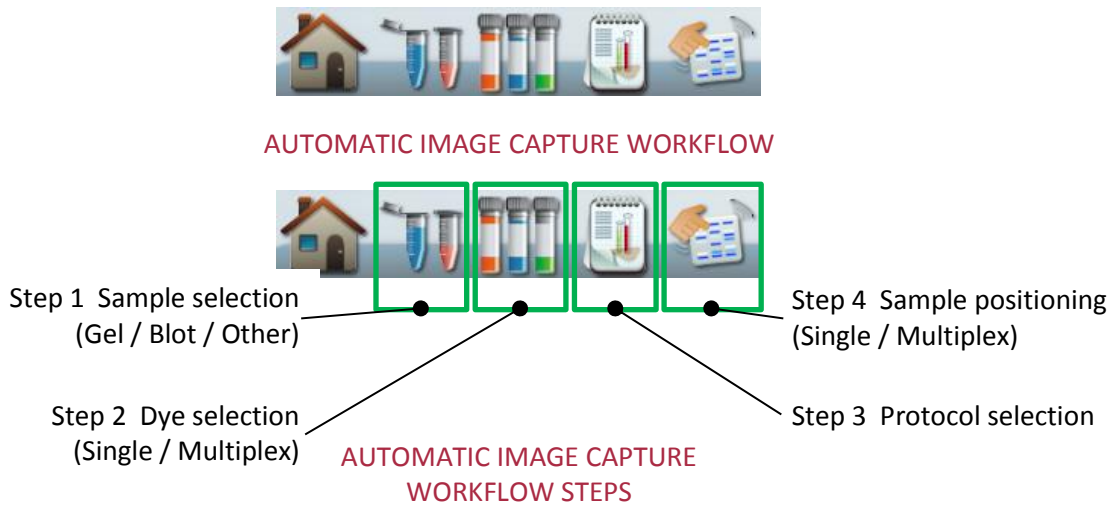 AUTOMATIC IMAGE CAPTURE WORKFLOW
Step 1  Sample selection
(Gel / Blot / Other)
Step 4  Sample positioning
(Single / Multiplex)
Step 2  Dye selection
(Single / Multiplex)
Step 3  Protocol selection
AUTOMATIC IMAGE CAPTURE
WORKFLOW STEPS